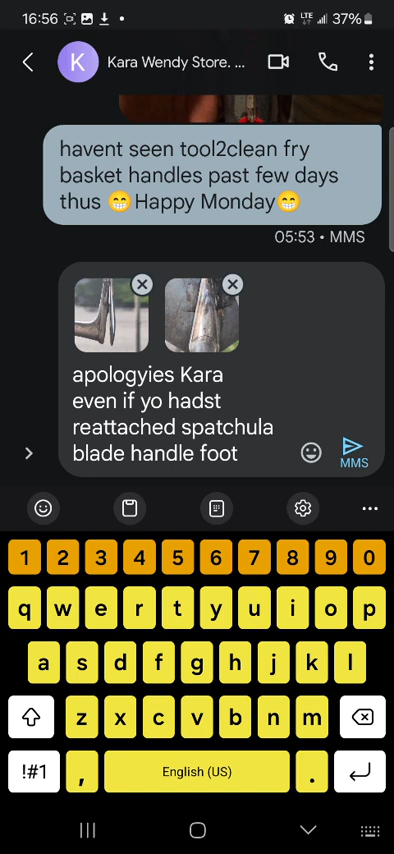 16:56 LTE 37%
K Kara Wendy Store. ...
havent seen tool2clean fry
basket handles past few days
thus 😁Happy Monday😁
05:53 • MMS
apologyies Kara
even if yo hadst
reattached spatchula
blade handle foot
MMS
1 2 3 4 5 6 7 8 9 0
q w e r t y u i o p
a s d f g h j k l
z x c v b n m
!#1 , English (US) .